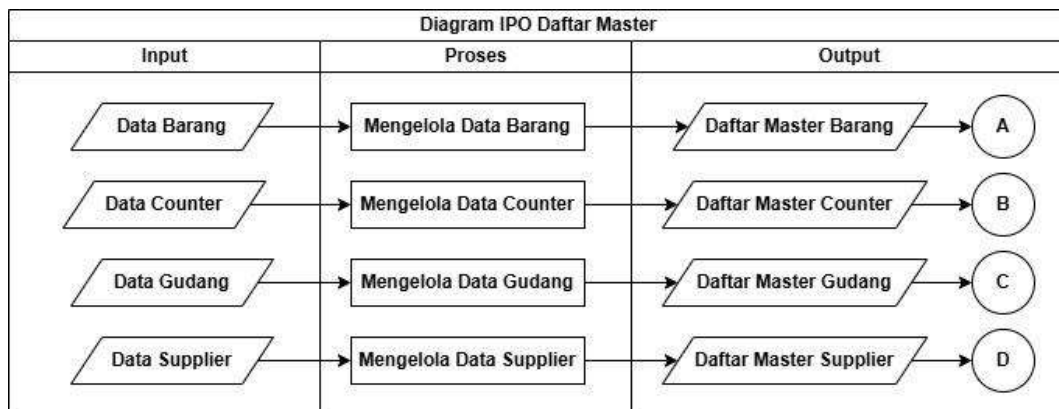 Diagram IPO Daftar Master
Input Proses Output
Data Barang Mengelola Data Barang Daftar Master Barang A
Data Counter Mengelola Data Counter Daftar Master Counter B
Data Gudang Mengelola Data Gudang Daftar Master Gudang C
Data Supplier Mengelola Data Supplier Daftar Master Supplier D